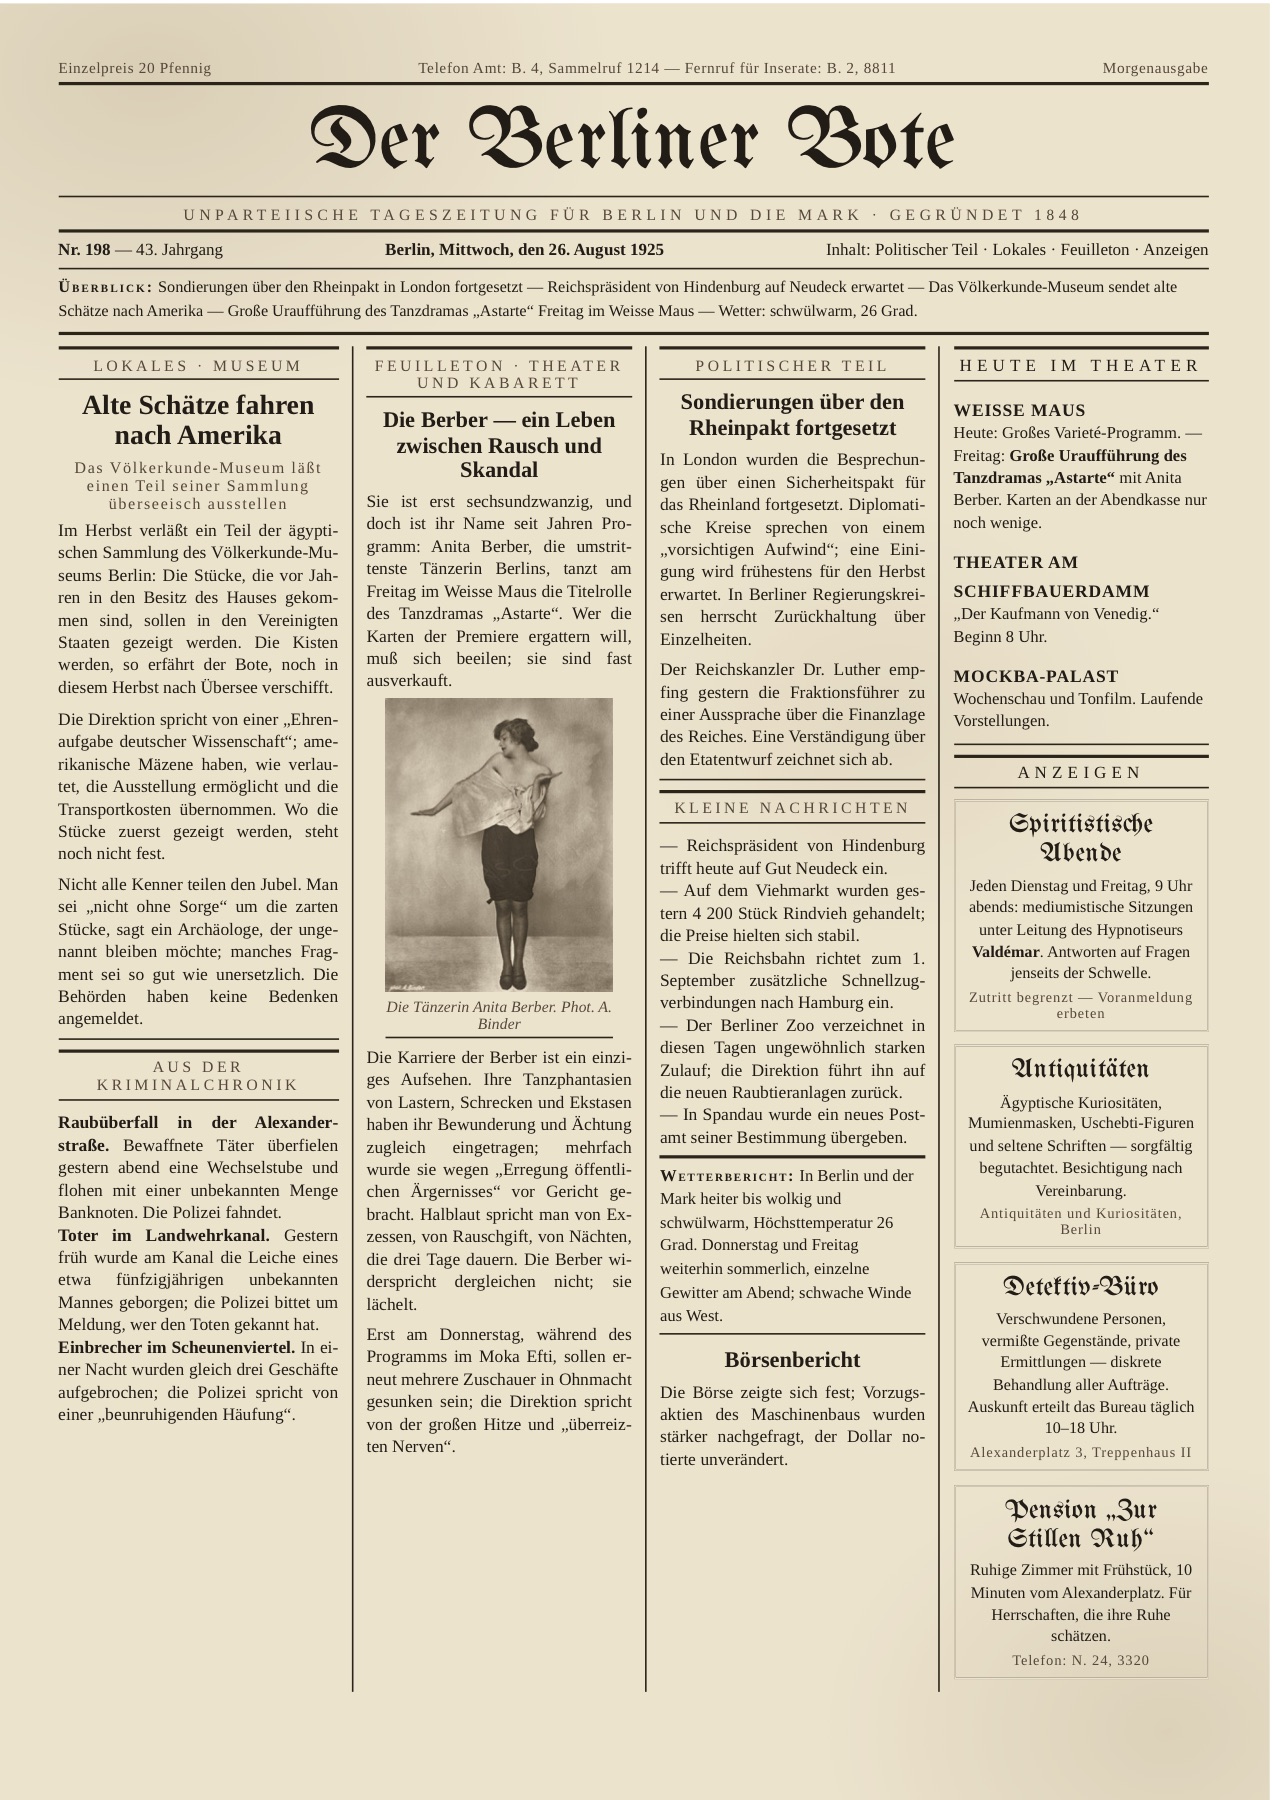 Einzelpreis 20 Pfennig
Telefon Amt: B. 4, Sammelruf 1214 — Fernruf für Inserate: B. 2, 8811
Morgenausgabe
Der Berliner Bote
UNPARTEIISCHE TAGESZEITUNG FÜR BERLIN UND DIE MARK · GEGRÜNDET 1848
Nr. 198 — 43. Jahrgang
Berlin, Mittwoch, den 26. August 1925
Inhalt: Politischer Teil · Lokales · Feuilleton · Anzeigen
Überblick: Sondierungen über den Rheinpakt in London fortgesetzt — Reichspräsident von Hindenburg auf Neudeck erwartet — Das Völkerkunde-Museum sendet alte
Schätze nach Amerika — Große Uraufführung des Tanzdramas „Astarte“ Freitag im Weisse Maus — Wetter: schwülwarm, 26 Grad.
LOKALES · MUSEUM
Alte Schätze fahren
nach Amerika
Das Völkerkunde-Museum läßt
einen Teil seiner Sammlung
überseeisch ausstellen
Im Herbst verläßt ein Teil der ägypti-
schen Sammlung des Völkerkunde-Mu-
seums Berlin: Die Stücke, die vor Jah-
ren in den Besitz des Hauses gekom-
men sind, sollen in den Vereinigten
Staaten gezeigt werden. Die Kisten
werden, so erfährt der Bote, noch in
diesem Herbst nach Übersee verschifft.
Die Direktion spricht von einer „Ehren-
aufgabe deutscher Wissenschaft“; ame-
rikanische Mäzene haben, wie verlau-
tet, die Ausstellung ermöglicht und die
Transportkosten übernommen. Wo die
Stücke zuerst gezeigt werden, steht
noch nicht fest.
Nicht alle Kenner teilen den Jubel. Man
sei „nicht ohne Sorge“ um die zarten
Stücke, sagt ein Archäologe, der unge-
nannt bleiben möchte; manches Frag-
ment sei so gut wie unersetzlich. Die
Behörden haben keine Bedenken
angemeldet.
AUS DER
KRIMINALCHRONIK
Raubüberfall in der Alexander-
straße. Bewaffnete Täter überfielen
gestern abend eine Wechselstube und
flohen mit einer unbekannten Menge
Banknoten. Die Polizei fahndet.
Toter im Landwehrkanal. Gestern
früh wurde am Kanal die Leiche eines
etwa fünfzigjährigen unbekannten
Mannes geborgen; die Polizei bittet um
Meldung, wer den Toten gekannt hat.
Einbrecher im Scheunenviertel. In ei-
ner Nacht wurden gleich drei Geschäfte
aufgebrochen; die Polizei spricht von
einer „beunruhigenden Häufung“.
FEUILLETON · THEATER
UND KABARETT
Die Berber — ein Leben
zwischen Rausch und
Skandal
Sie ist erst sechsundzwanzig, und
doch ist ihr Name seit Jahren Pro-
gramm: Anita Berber, die umstrit-
tenste Tänzerin Berlins, tanzt am
Freitag im Weisse Maus die Titelrolle
des Tanzdramas „Astarte“. Wer die
Karten der Premiere ergattern will,
muß sich beeilen; sie sind fast
ausverkauft.
Die Tänzerin Anita Berber. Phot. A.
Binder
Die Karriere der Berber ist ein einzi-
ges Aufsehen. Ihre Tanzphantasien
von Lastern, Schrecken und Ekstasen
haben ihr Bewunderung und Ächtung
zugleich eingetragen; mehrfach
wurde sie wegen „Erregung öffentli-
chen Ärgernisses“ vor Gericht ge-
bracht. Halblaut spricht man von Ex-
zessen, von Rauschgift, von Nächten,
die drei Tage dauern. Die Berber wi-
derspricht dergleichen nicht; sie
lächelt.
Erst am Donnerstag, während des
Programms im Moka Efti, sollen er-
neut mehrere Zuschauer in Ohnmacht
gesunken sein; die Direktion spricht
von der großen Hitze und „überreiz-
ten Nerven“.
POLITISCHER TEIL
Sondierungen über den
Rheinpakt fortgesetzt
In London wurden die Besprechun-
gen über einen Sicherheitspakt für
das Rheinland fortgesetzt. Diplomati-
sche Kreise sprechen von einem
„vorsichtigen Aufwind“; eine Eini-
gung wird frühestens für den Herbst
erwartet. In Berliner Regierungskrei-
sen herrscht Zurückhaltung über
Einzelheiten.
Der Reichskanzler Dr. Luther emp-
fing gestern die Fraktionsführer zu
einer Aussprache über die Finanzlage
des Reiches. Eine Verständigung über
den Etatentwurf zeichnet sich ab.
KLEINE NACHRICHTEN
— Reichspräsident von Hindenburg
trifft heute auf Gut Neudeck ein.
— Auf dem Viehmarkt wurden ges-
tern 4 200 Stück Rindvieh gehandelt;
die Preise hielten sich stabil.
— Die Reichsbahn richtet zum 1.
September zusätzliche Schnellzug-
verbindungen nach Hamburg ein.
— Der Berliner Zoo verzeichnet in
diesen Tagen ungewöhnlich starken
Zulauf; die Direktion führt ihn auf
die neuen Raubtieranlagen zurück.
— In Spandau wurde ein neues Post-
amt seiner Bestimmung übergeben.
Wetterbericht: In Berlin und der
Mark heiter bis wolkig und
schwülwarm, Höchsttemperatur 26
Grad. Donnerstag und Freitag
weiterhin sommerlich, einzelne
Gewitter am Abend; schwache Winde
aus West.
Börsenbericht
Die Börse zeigte sich fest; Vorzugs-
aktien des Maschinenbaus wurden
stärker nachgefragt, der Dollar no-
tierte unverändert.
HEUTE IM THEATER
WEISSE MAUS
Heute: Großes Varieté-Programm. —
Freitag: Große Uraufführung des
Tanzdramas „Astarte“ mit Anita
Berber. Karten an der Abendkasse nur
noch wenige.
THEATER AM
SCHIFFBAUERDAMM
„Der Kaufmann von Venedig.“
Beginn 8 Uhr.
MOCKBA-PALAST
Wochenschau und Tonfilm. Laufende
Vorstellungen.
ANZEIGEN
Spiritistische
Abende
Jeden Dienstag und Freitag, 9 Uhr
abends: mediumistische Sitzungen
unter Leitung des Hypnotiseurs
Valdémar. Antworten auf Fragen
jenseits der Schwelle.
Zutritt begrenzt — Voranmeldung
erbeten
Antiquitäten
Ägyptische Kuriositäten,
Mumienmasken, Uschebti-Figuren
und seltene Schriften — sorgfältig
begutachtet. Besichtigung nach
Vereinbarung.
Antiquitäten und Kuriositäten,
Berlin
Detektiv-Büro
Verschwundene Personen,
vermißte Gegenstände, private
Ermittlungen — diskrete
Behandlung aller Aufträge.
Auskunft erteilt das Bureau täglich
10–18 Uhr.
Alexanderplatz 3, Treppenhaus II
Pension „Zur
Stillen Ruh“
Ruhige Zimmer mit Frühstück, 10
Minuten vom Alexanderplatz. Für
Herrschaften, die ihre Ruhe
schätzen.
Telefon: N. 24, 3320